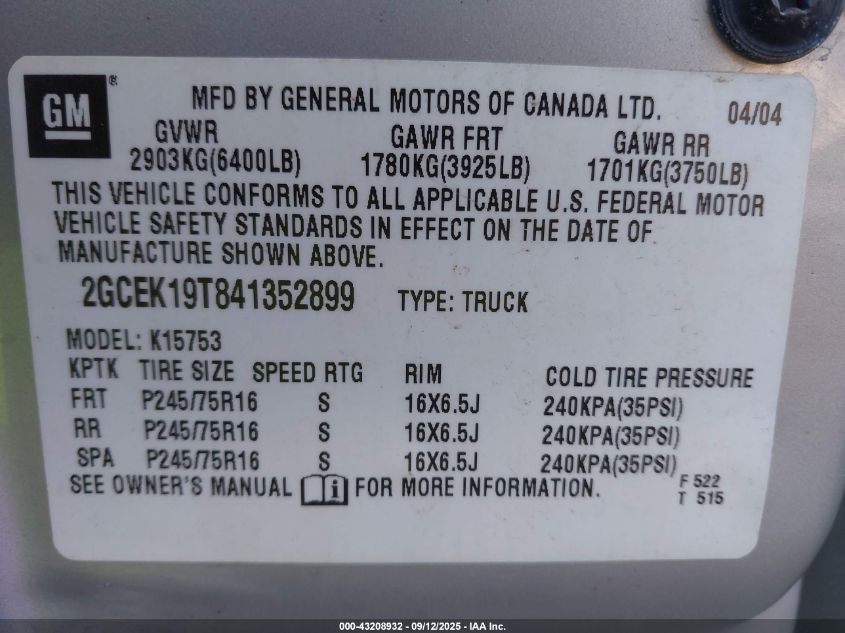 GM ®
MFD BY GENERAL MOTORS OF CANADA LTD. 04/04
GVWR GAWR FRT GAWR RR
2903KG(6400LB) 1780KG(3925LB) 1701KG(3750LB)
THIS VEHICLE CONFORMS TO ALL APPLICABLE U.S. FEDERAL MOTOR
VEHICLE SAFETY STANDARDS IN EFFECT ON THE DATE OF
MANUFACTURE SHOWN ABOVE.
2GCEK19T841352899 TYPE: TRUCK
MODEL: K15753
KPTK TIRE SIZE SPEED RTG RIM COLD TIRE PRESSURE
FRT P245/75R16 S 16X6.5J 240KPA(35PSI)
RR P245/75R16 S 16X6.5J 240KPA(35PSI)
SPA P245/75R16 S 16X6.5J 240KPA(35PSI)
SEE OWNER'S MANUAL i FOR MORE INFORMATION. F 522
T 515
000-43208932 - 09/12/2025 - IAA Inc.